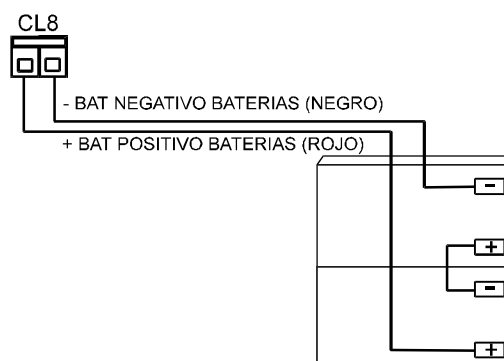 CL8
- BAT NEGATIVO BATERIAS (NEGRO)
+ BAT POSITIVO BATERIAS (ROJO)
-
+
-
+